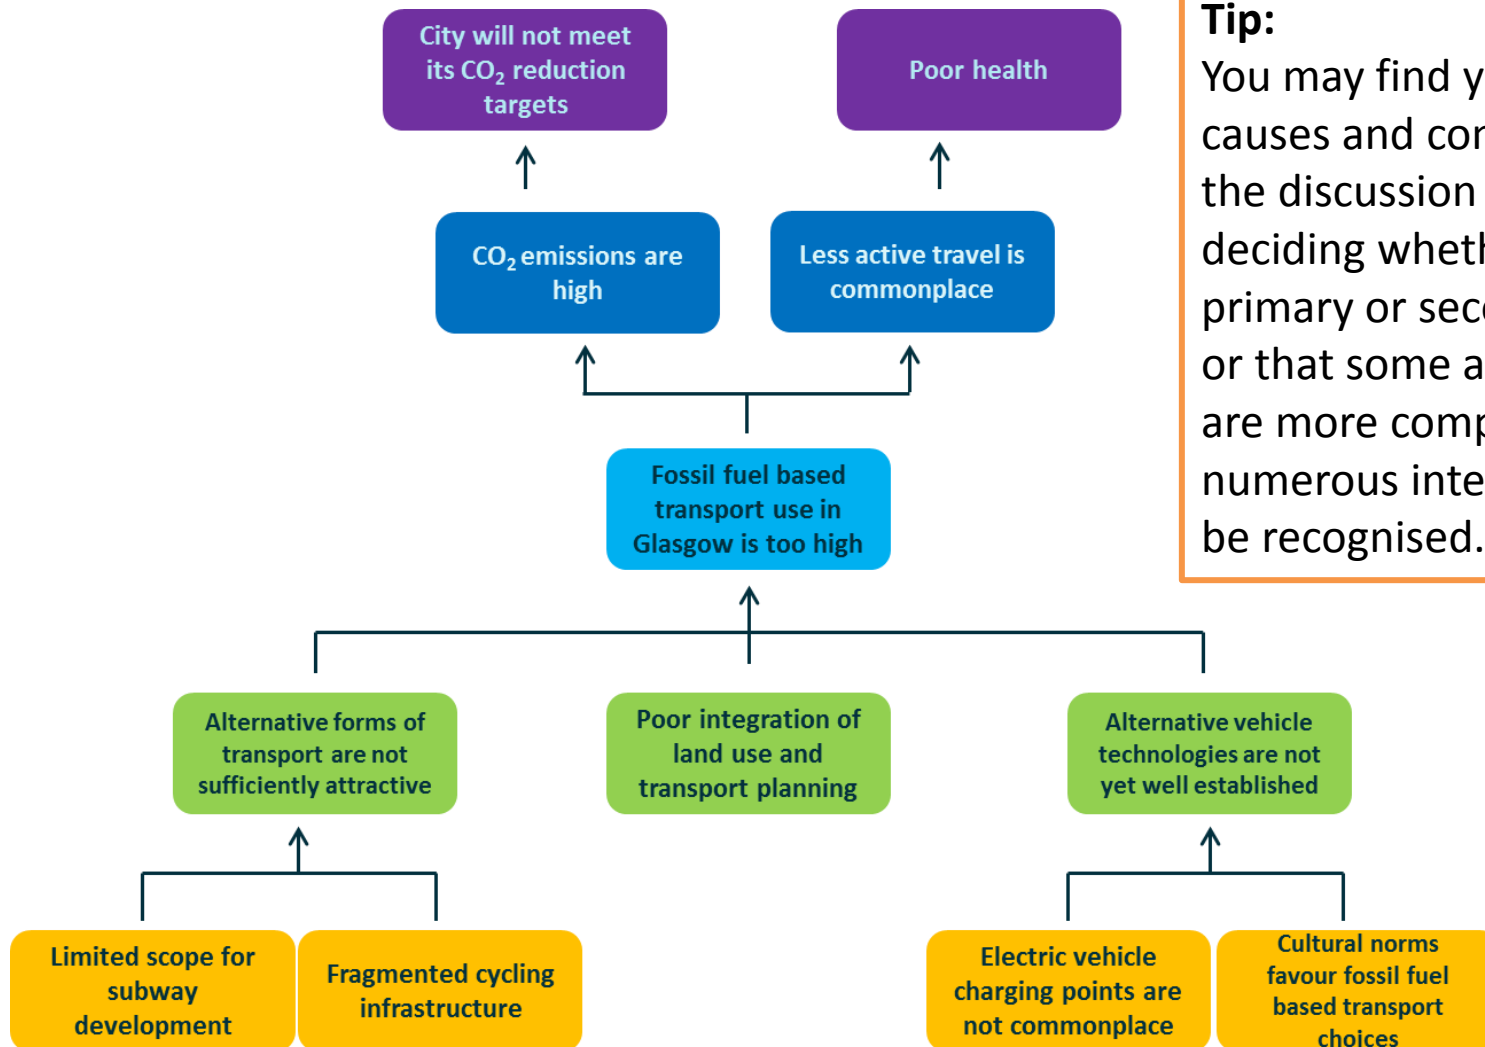 City will not meet
its CO₂ reduction
targets
Poor health
CO₂ emissions are
high
Less active travel is
commonplace
Fossil fuel based
transport use in
Glasgow is too high
Alternative forms of
transport are not
sufficiently attractive
Poor integration of
land use and
transport planning
Alternative vehicle
technologies are not
yet well established
Limited scope for
subway
development
Fragmented cycling
infrastructure
Electric vehicle
charging points are
not commonplace
Cultural norms
favour fossil fuel
based transport
choices
Tip:
You may find
causes and
the discussion
deciding
primary or
or that some
are more
numerous
be recognised.